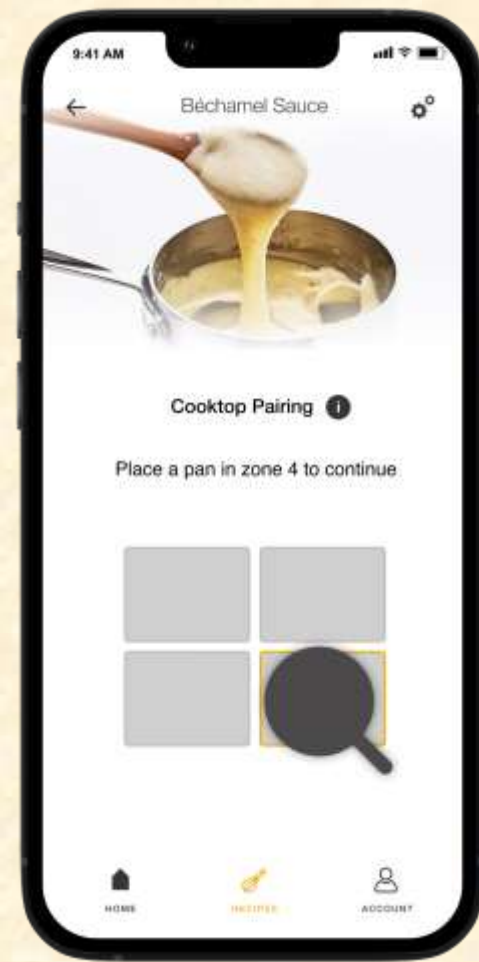 9:41 AM
Béchamel Sauce
Cooktop Pairing i
Place a pan in zone 4 to continue
HOME
RECIPES
ACCOUNT